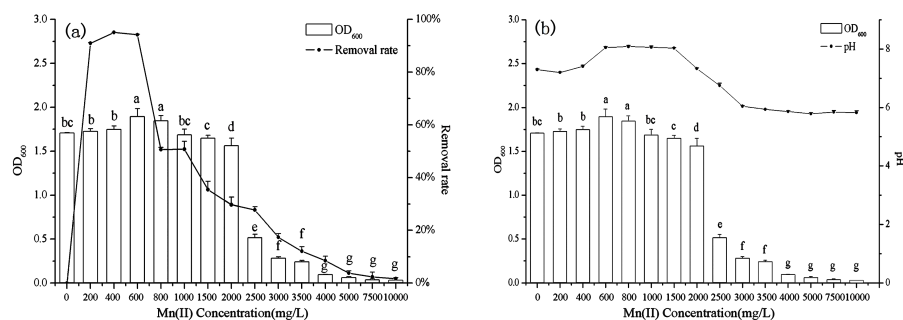 (a)
OD600
Removal rate
3.0
2.5
2.0
1.5
1.0
0.5
0.0
OD600
100%
80%
60%
40%
20%
0%
Removal rate
bc b b a a bc c d e f f g g g g
0 200 400 600 800 1000 1500 2000 2500 3000 3500 4000 5000 7500 10000
Mn(II) Concentration(mg/L)
(b)
OD600
pH
3.0
2.5
2.0
1.5
1.0
0.5
0.0
OD600
8
6
4
2
0
pH
bc b b a a bc c d e f f g g g g
0 200 400 600 800 1000 1500 2000 2500 3000 3500 4000 5000 7500 10000
Mn(II) Concentration(mg/L)